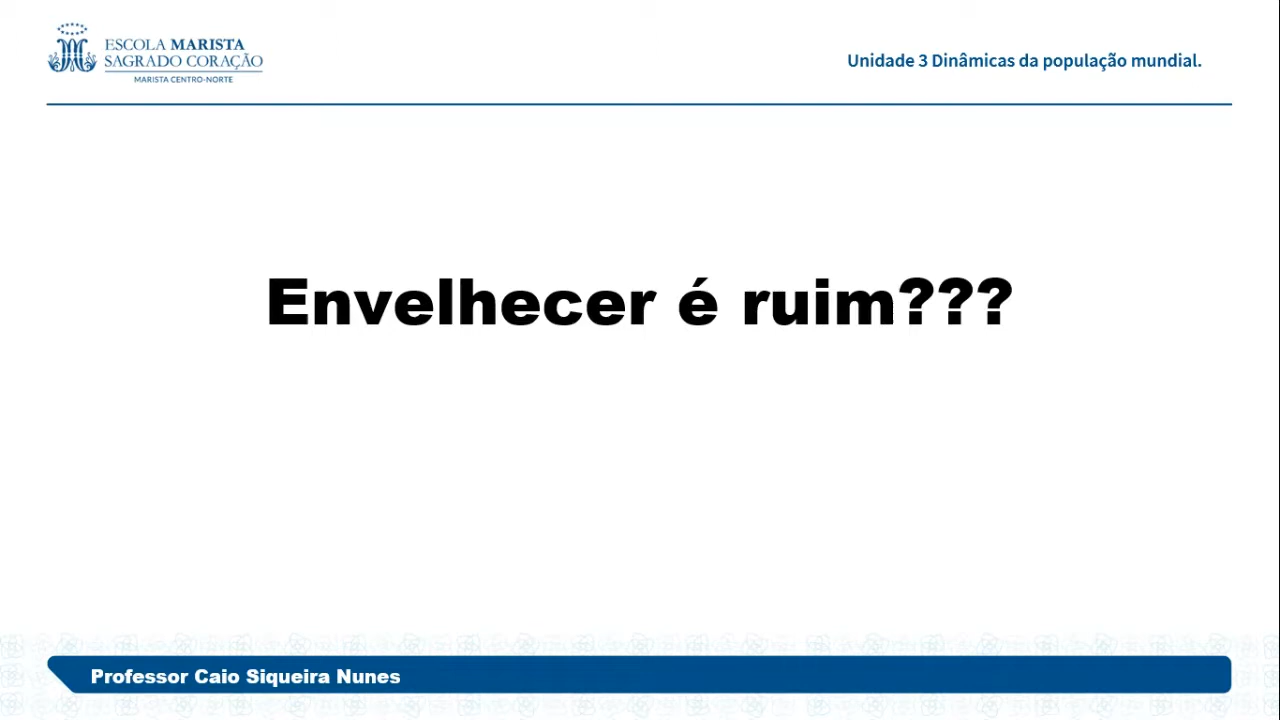 ESCOLA MARISTA
SAGRADO CORAÇÃO
MARISTA CENTRO-NORTE
Unidade 3 Dinâmicas da população mundial.
Envelhecer é ruim???
Professor Caio Siqueira Nunes